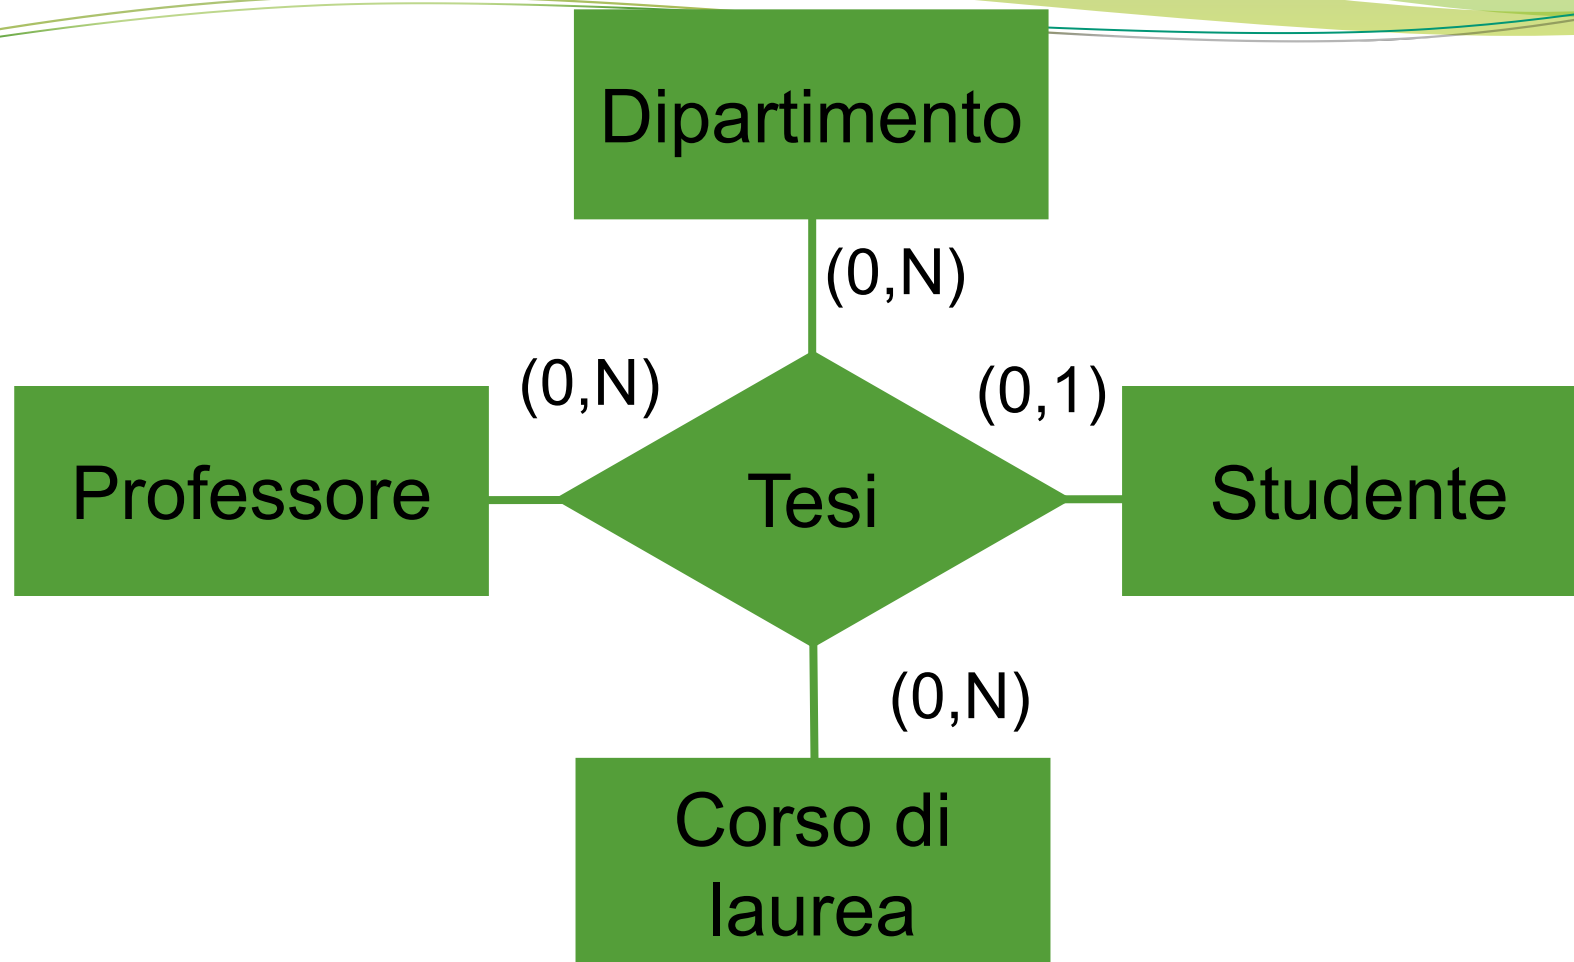 Dipartimento
(0,N)
(0,N)
(0,1)
Professore
Tesi
Studente
(0,N)
Corso di
laurea